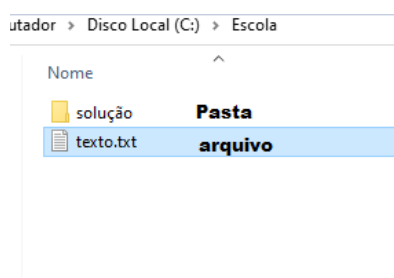 utador > Disco Local (C:) > Escola
Nome
solução Pasta
texto.txt arquivo